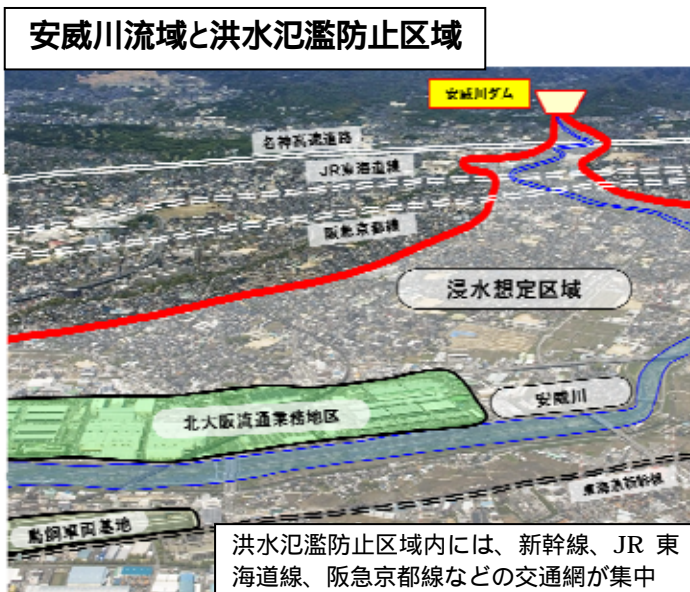 安威川流域と洪水氾濫防止区域
安威川ダム
名神高速道路
JR東海道線
阪急京都線
浸水想定区域
安威川
北大阪流通業務地区
東海道新幹線
鳥飼車両基地
洪水氾濫防止区域内には、新幹線、JR 東
海道線、阪急京都線などの交通網が集中